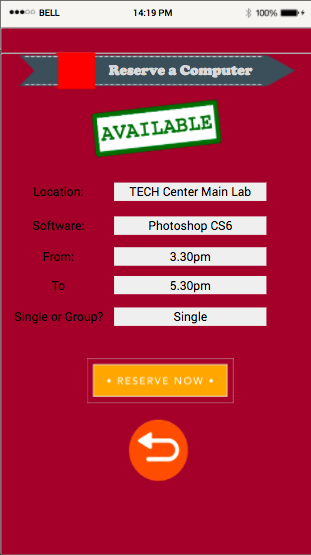 BELL 14:19 PM 100%
Reserve a Computer
AVAILABLE
Location: TECH Center Main Lab
Software: Photoshop CS6
From: 3.30pm
To 5.30pm
Single or Group? Single
• RESERVE NOW •